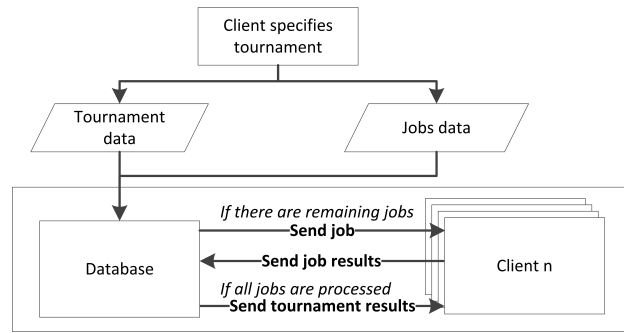 Client specifies
tournament
Tournament
data
Jobs data
If there are remaining jobs
Send job
Database
Send job results
Client n
If all jobs are processed
Send tournament results